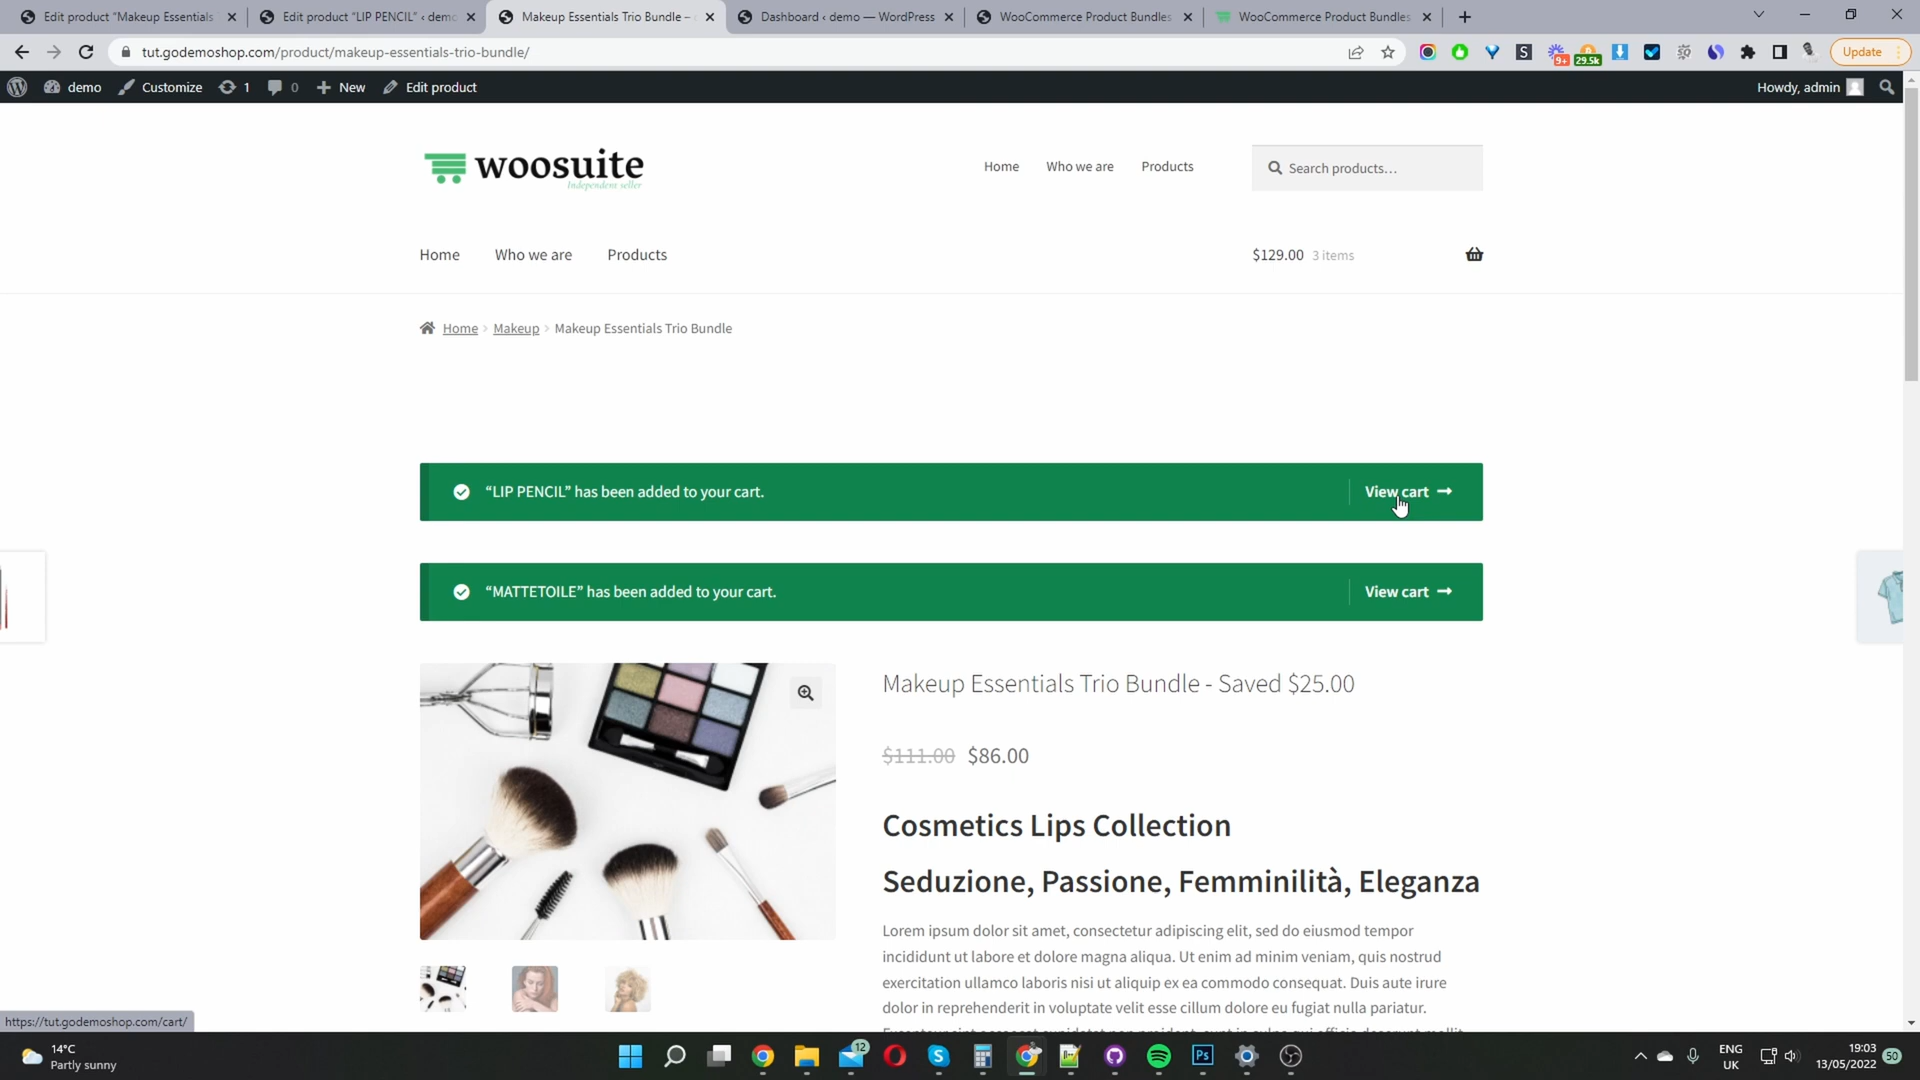 Edit product "Makeup Essentials
Edit product "LIP PENCIL" ‹ demo
Makeup Essentials Trio Bundle –
Dashboard ‹ demo — WordPress
WooCommerce Product Bundles
WooCommerce Product Bundles
tut.godemoshop.com/product/makeup-essentials-trio-bundle/
S
9+
29.5k
Update
demo
Customize
1
0
New
Edit product
Howdy, admin
woosuite
Independent seller
Home
Who we are
Products
Search products…
Home
Who we are
Products
$129.00 3 items
Home › Makeup › Makeup Essentials Trio Bundle
“LIP PENCIL” has been added to your cart.
View cart
“MATTETOILE” has been added to your cart.
View cart
Makeup Essentials Trio Bundle - Saved $25.00
$111.00 $86.00
Cosmetics Lips Collection
Seduzione, Passione, Femminilità, Eleganza
Lorem ipsum dolor sit amet, consectetur adipiscing elit, sed do eiusmod tempor
incididunt ut labore et dolore magna aliqua. Ut enim ad minim veniam, quis nostrud
exercitation ullamco laboris nisi ut aliquip ex ea commodo consequat. Duis aute irure
dolor in reprehenderit in voluptate velit esse cillum dolore eu fugiat nulla pariatur.
https://tut.godemoshop.com/cart/
14°C
Partly sunny
12
Ps
ENG
UK
19:03
13/05/2022
50